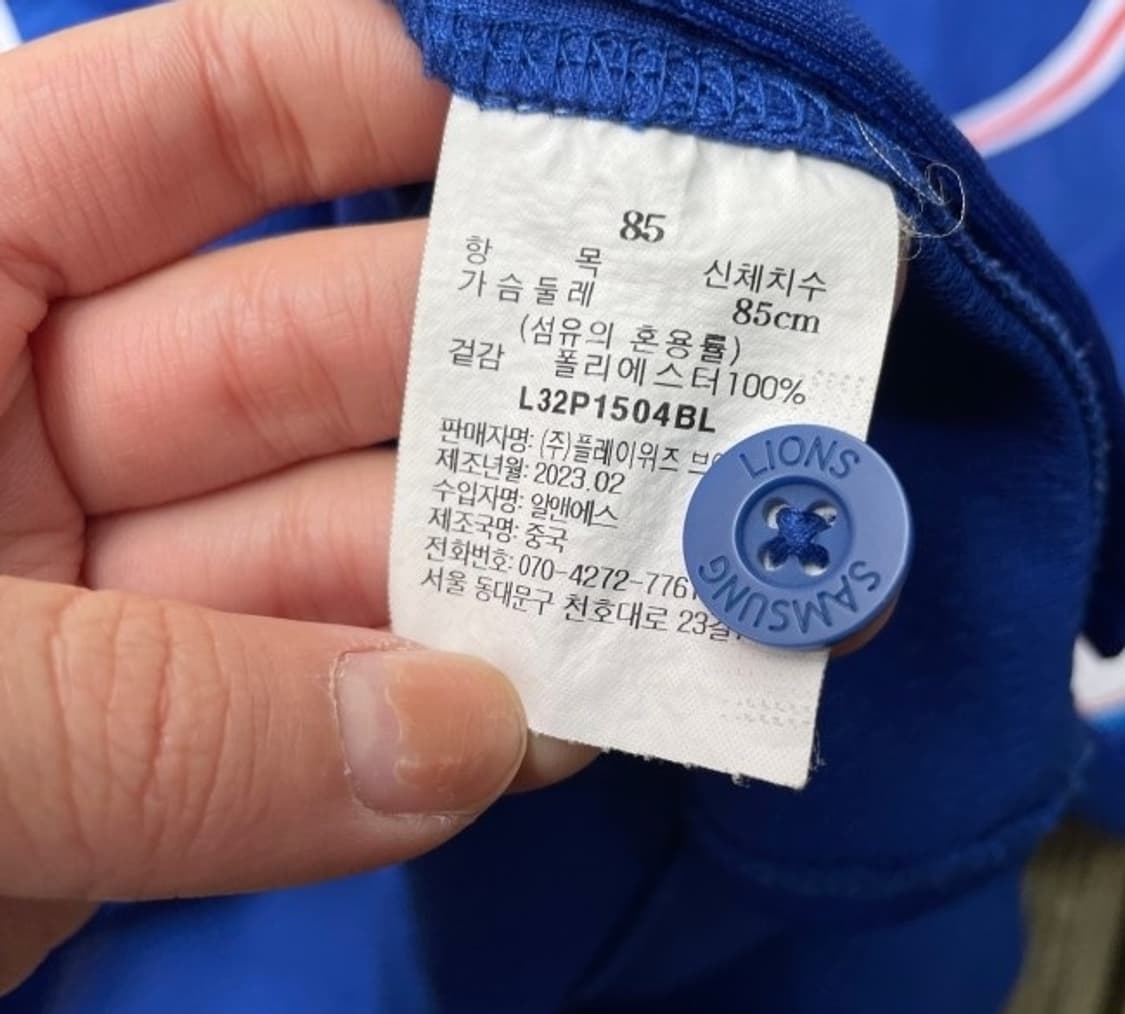 85
항 목 신체치수
가슴둘레 85cm
(섬유의 혼용률)
겉감 폴리에스터100%
L32P1504BL
판매자명: (주)플레이위즈
제조년월: 2023.02
수입자명: 알앤에스
제조국명: 중국
전화번호: 070-4272-776
서울 동대문구 천호대로 23길
LIONS
SAMSUNG